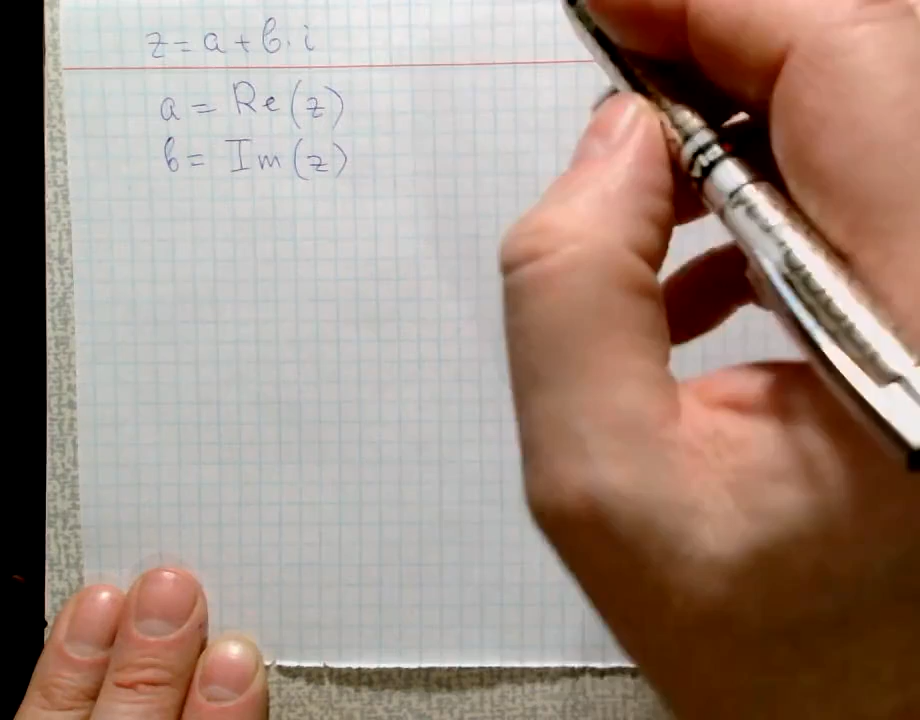 z = a + b · i
a = Re(z)
b = Im(z)